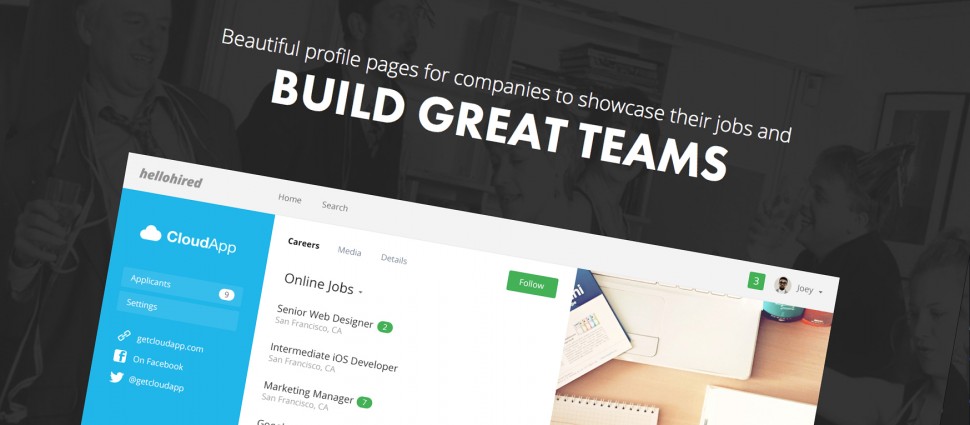 Beautiful profile pages for companies to showcase their jobs and
BUILD GREAT TEAMS
hellohired
Home
Search
3
Joey
CloudApp
Applicants
9
Settings
getcloudapp.com
On Facebook
@getcloudapp
Careers
Media
Details
Online Jobs
Follow
Senior Web Designer 2
San Francisco, CA
Intermediate iOS Developer
San Francisco, CA
Marketing Manager 7
San Francisco, CA